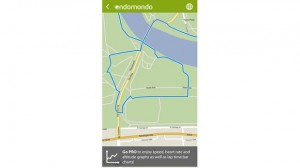 endomondo
Go PRO to enjoy speed, heart rate and
altitude graphs as well as lap time bar
charts!